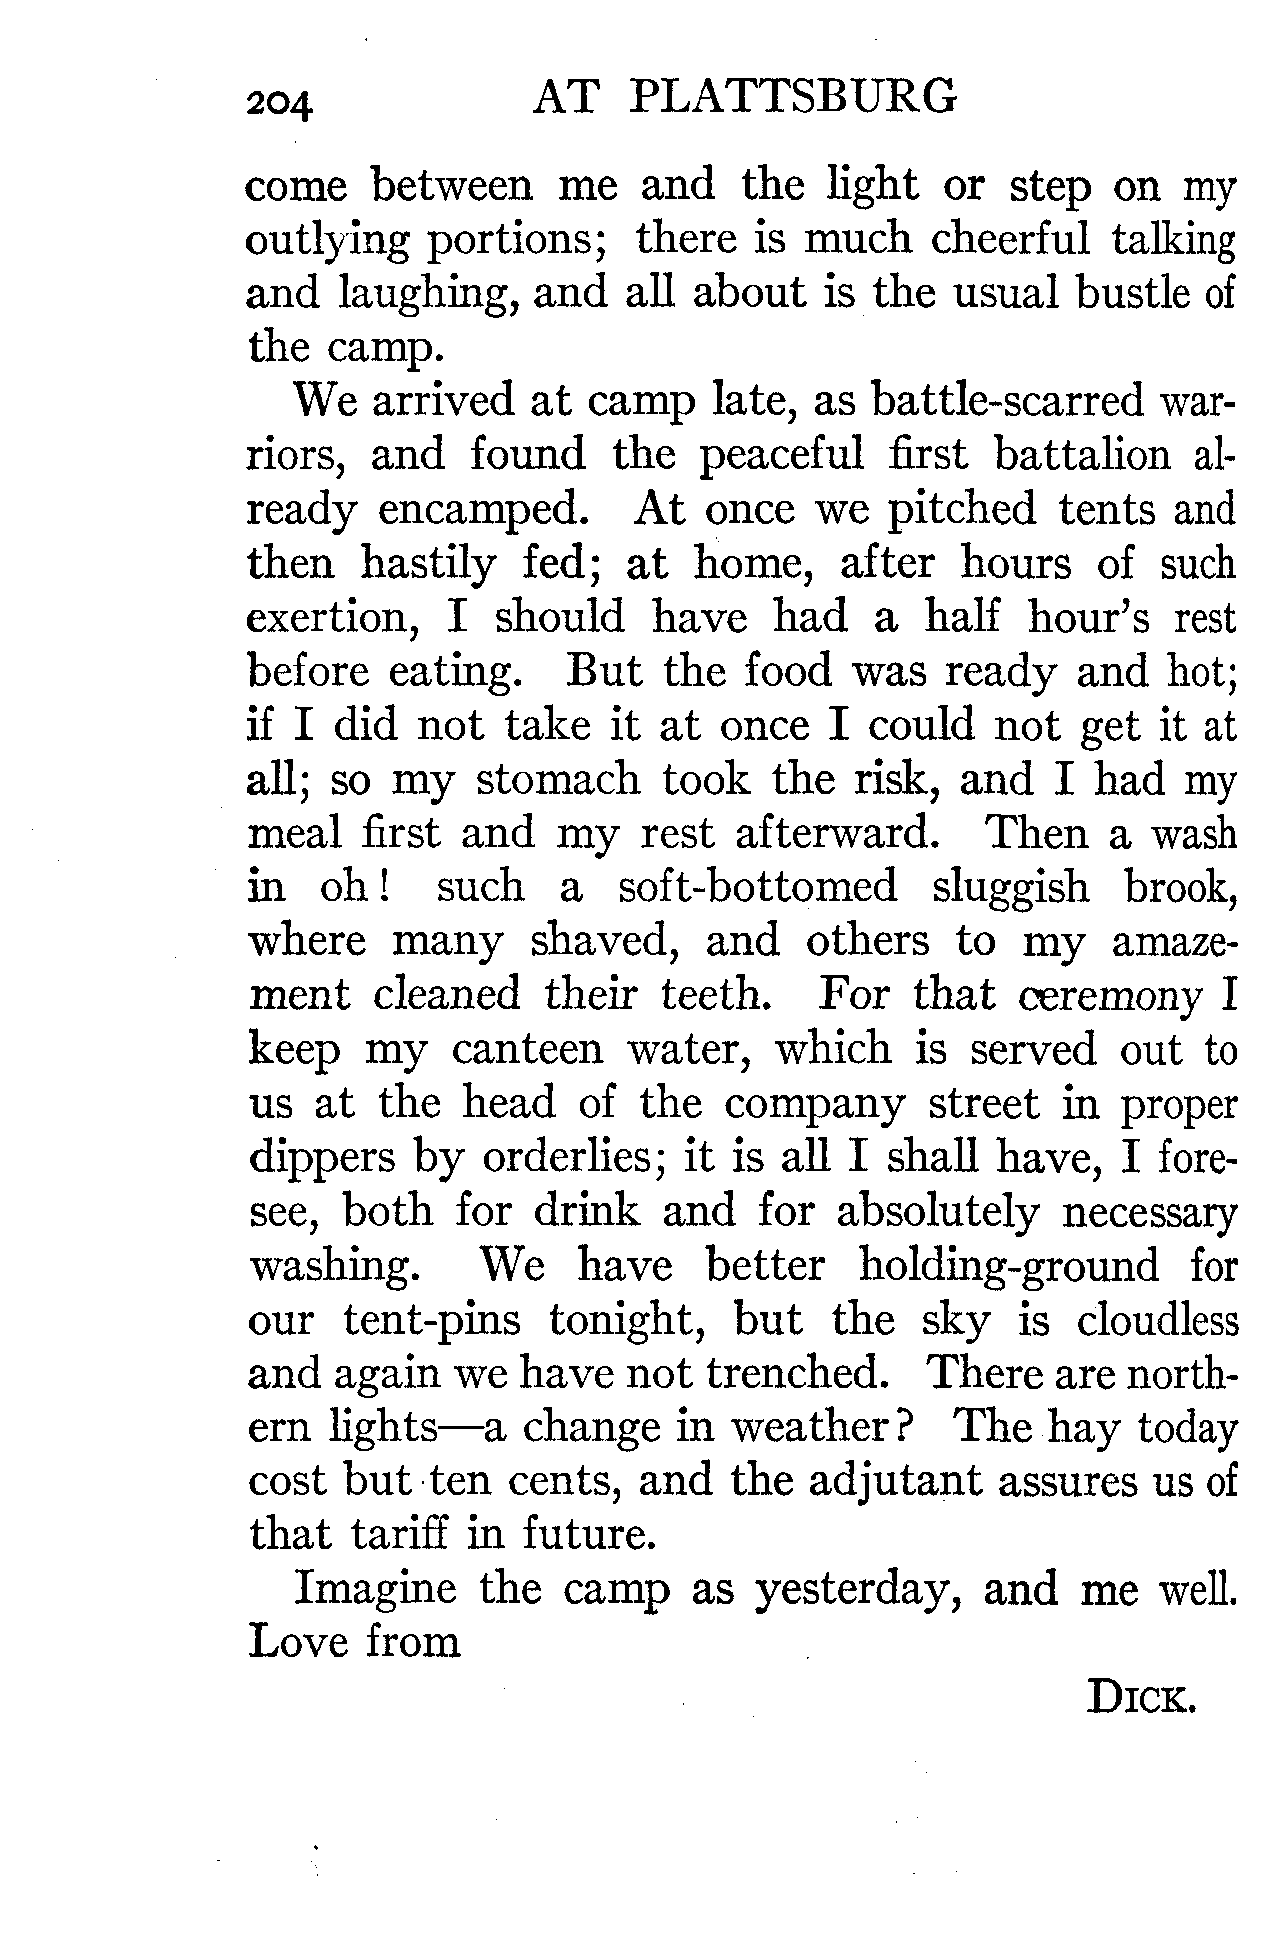 204 AT PLATTSBURG
come between me and the light or step on my
outlying portions; there is much cheerful talking
and laughing, and all about is the usual bustle of
the camp.
We arrived at camp late, as battle-scarred war-
riors, and found the peaceful first battalion al-
ready encamped. At once we pitched tents and
then hastily fed; at home, after hours of such
exertion, I should have had a half hour's rest
before eating. But the food was ready and hot;
if I did not take it at once I could not get it at
all; so my stomach took the risk, and I had my
meal first and my rest afterward. Then a wash
in oh! such a soft-bottomed sluggish brook,
where many shaved, and others to my amaze-
ment cleaned their teeth. For that ceremony I
keep my canteen water, which is served out to
us at the head of the company street in proper
dippers by orderlies; it is all I shall have, I fore-
see, both for drink and for absolutely necessary
washing. We have better holding-ground for
our tent-pins tonight, but the sky is cloudless
and again we have not trenched. There are north-
ern lights—a change in weather? The hay today
cost but ten cents, and the adjutant assures us of
that tariff in future.
Imagine the camp as yesterday, and me well.
Love from
DICK.